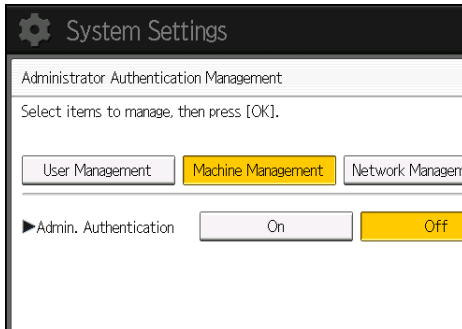 System Settings
Administrator Authentication Management
Select items to manage, then press [OK].
User Management Machine Management Network Managem
▶Admin. Authentication On Off